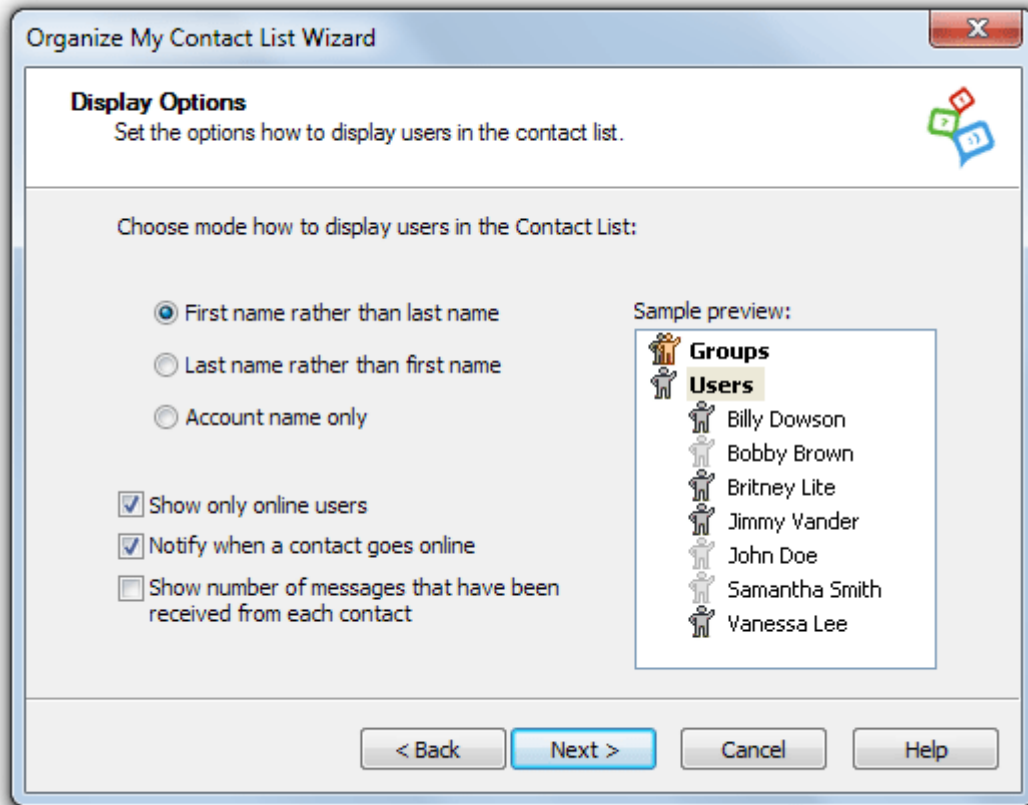 Organize My Contact List Wizard
Display Options
Set the options how to display users in the contact list.
Choose mode how to display users in the Contact List:
First name rather than last name
Last name rather than first name
Account name only
Show only online users
Notify when a contact goes online
Show number of messages that have been
received from each contact
Sample preview:
Groups
Users
Billy Dowson
Bobby Brown
Britney Lite
Jimmy Vander
John Doe
Samantha Smith
Vanessa Lee
< Back
Next >
Cancel
Help